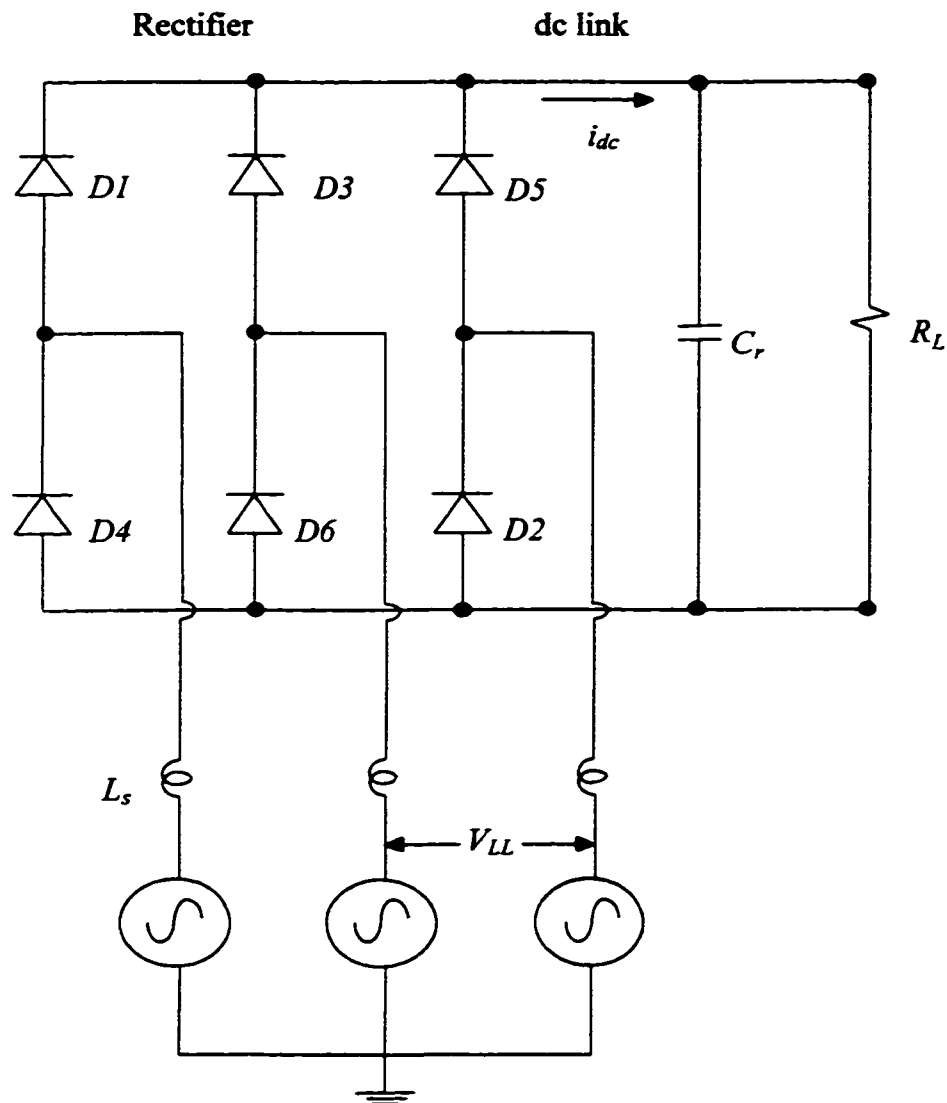 Rectifier
dc link
i_dc
D1
D3
D5
C_r
R_L
D4
D6
D2
L_s
V_LL